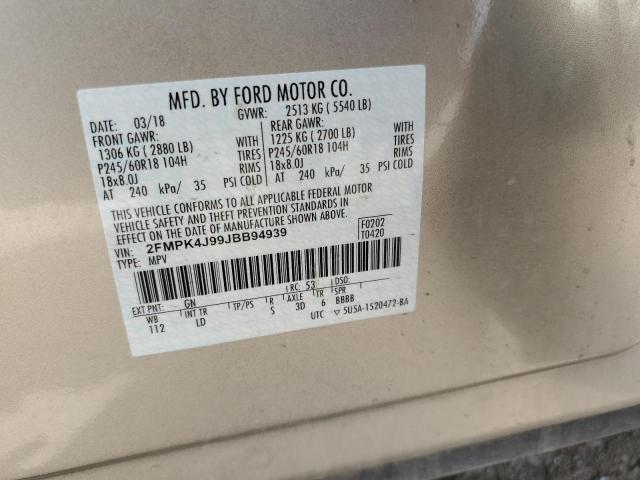 MFD. BY FORD MOTOR CO.
DATE: 03/18 GVWR: 2513 KG ( 5540 LB)
FRONT GAWR: REAR GAWR:
1306 KG ( 2880 LB) WITH 1225 KG ( 2700 LB) WITH
P245/60R18 104H TIRES P245/60R18 104H TIRES
18x8.0J RIMS 18x8.0J RIMS
AT 240 kPa/ 35 PSI COLD AT 240 kPa/ 35 PSI COLD
THIS VEHICLE CONFORMS TO ALL APPLICABLE FEDERAL MOTOR
VEHICLE SAFETY AND THEFT PREVENTION STANDARDS IN
EFFECT ON THE DATE OF MANUFACTURE SHOWN ABOVE.
VIN: 2FMPK4J99JBB94939 F0202
TYPE: MPV T0420
EXT PNT: GN RC: 53 DSO:
WB INT TR TP/PS R AXLE TR SPR
112 LD S 3D 6 BBBB
UTC ▽ 5U5A-1520472-BA